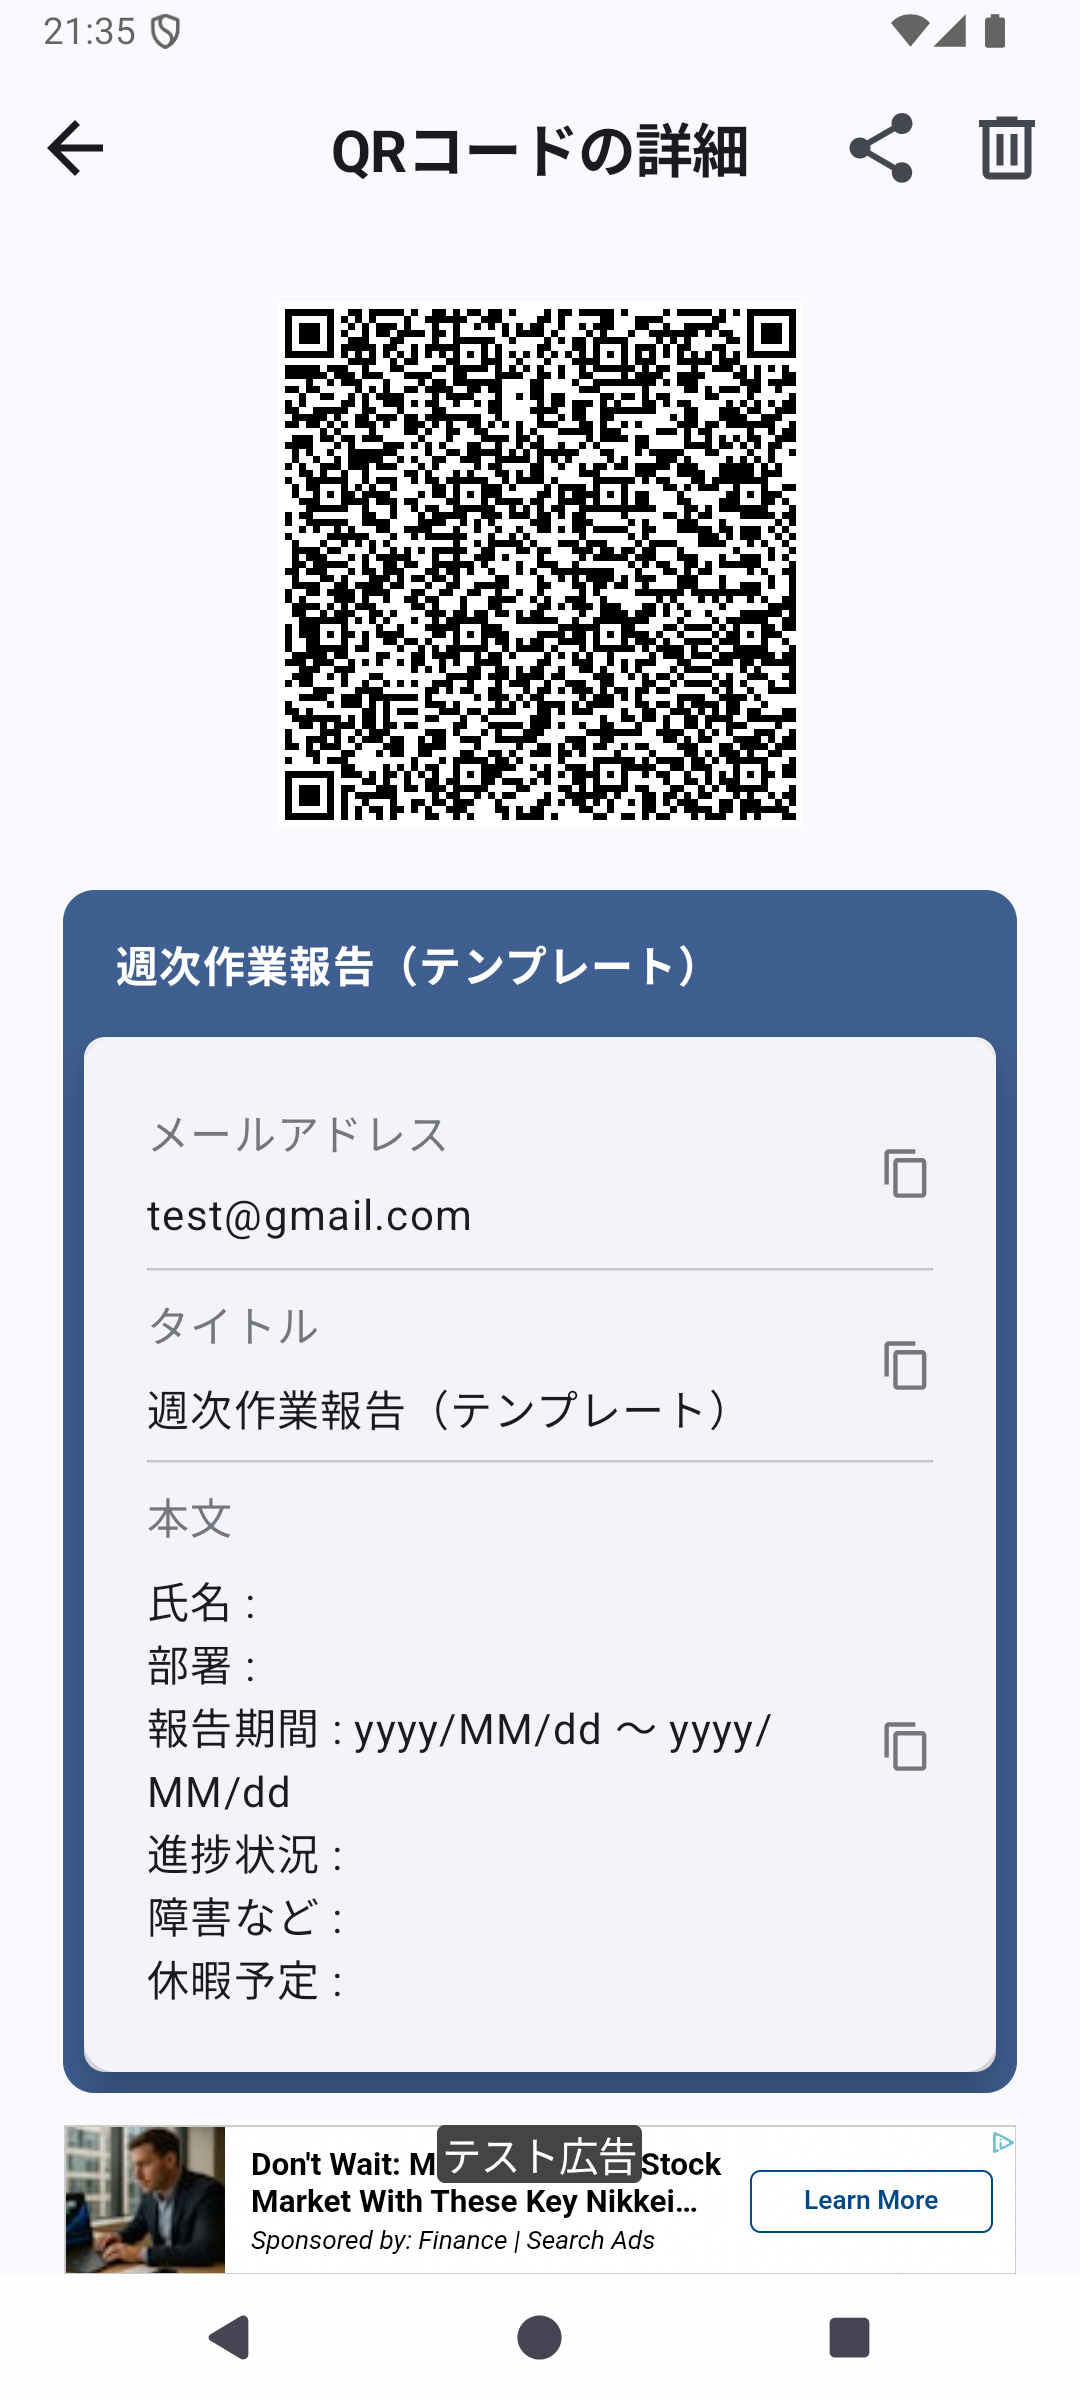 21:35
QRコードの詳細
週次作業報告（テンプレート）
メールアドレス
test@gmail.com
タイトル
週次作業報告（テンプレート）
本文
氏名 :
部署 :
報告期間 : yyyy/MM/dd 〜 yyyy/
MM/dd
進捗状況 :
障害など :
休暇予定 :
テスト広告
Don't Wait: M Stock
Market With These Key Nikkei...
Sponsored by: Finance | Search Ads
Learn More